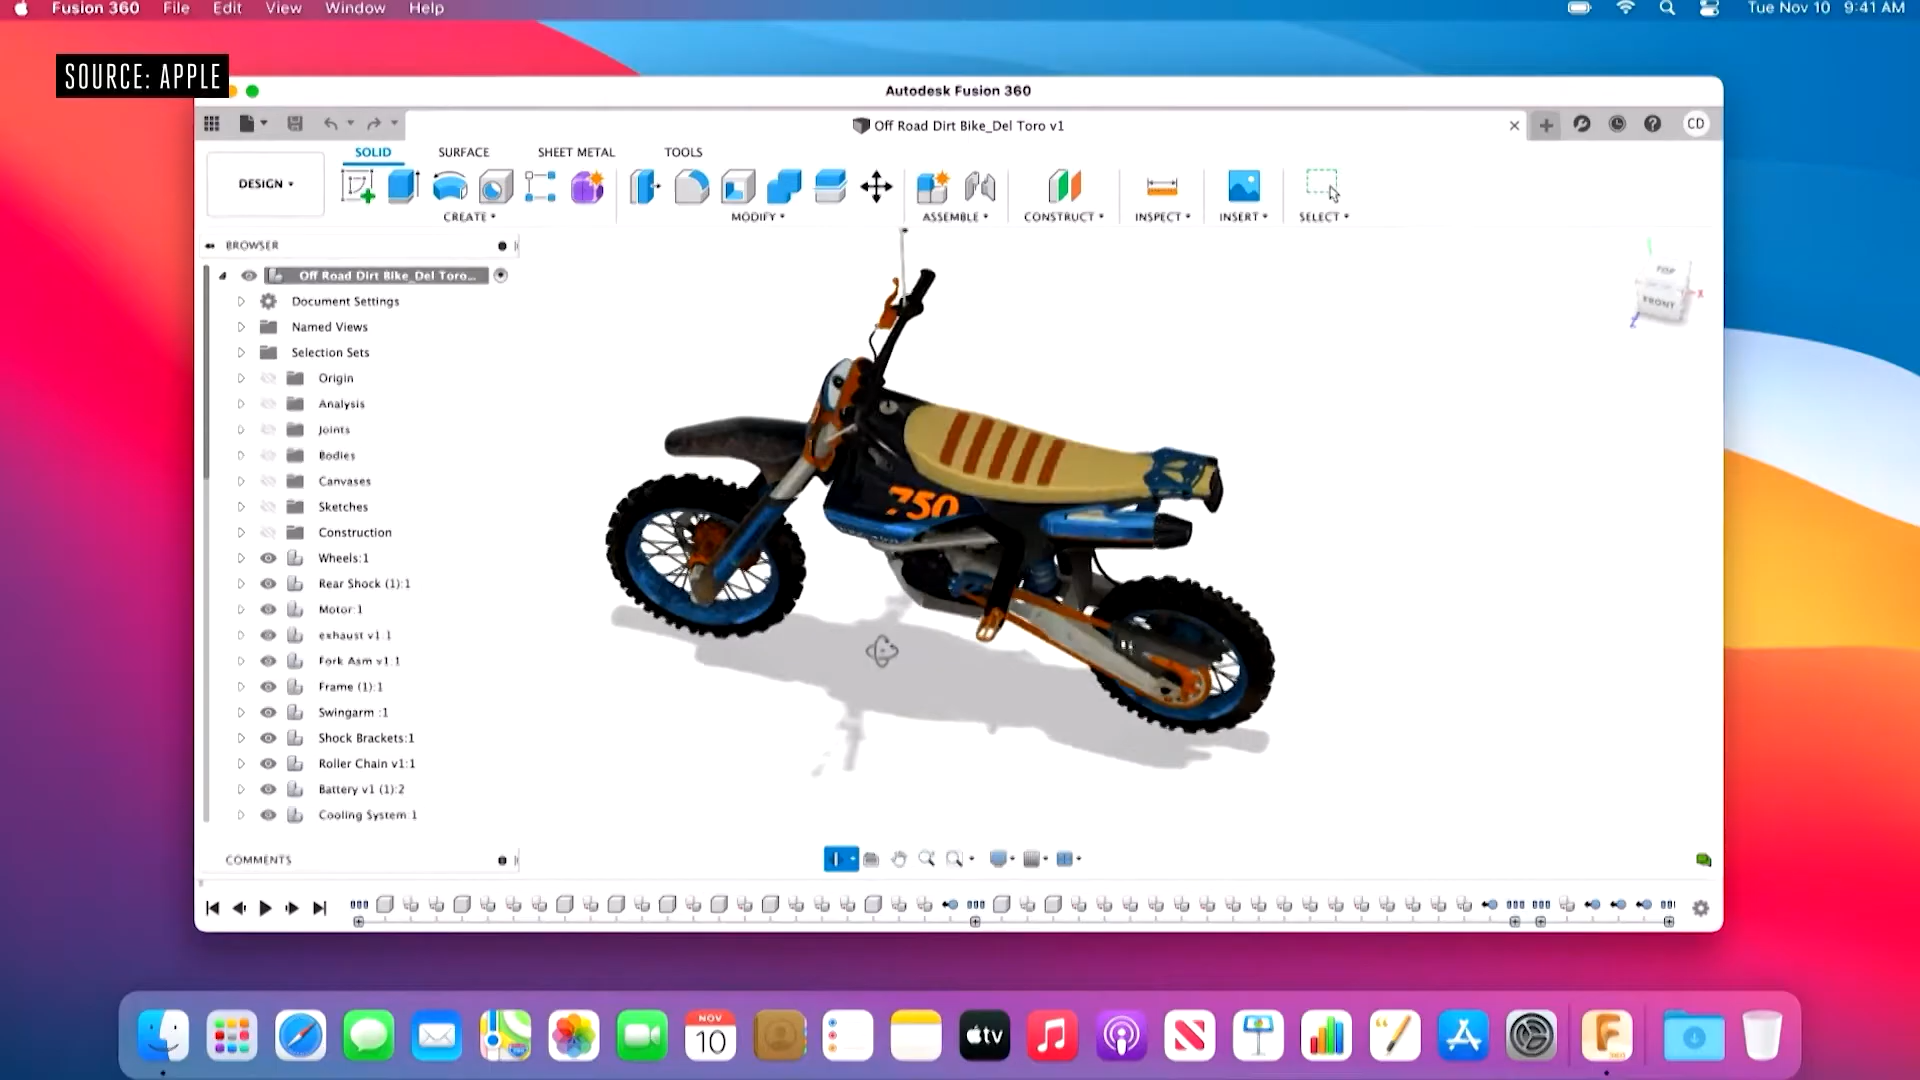 Fusion 360 File Edit View Window Help Tue Nov 10 9:41 AM
SOURCE: APPLE
Autodesk Fusion 360
Off Road Dirt Bike_Del Toro v1
CD
SOLID SURFACE SHEET METAL TOOLS
DESIGN
CREATE MODIFY ASSEMBLE CONSTRUCT INSPECT INSERT SELECT
BROWSER
Off Road Dirt Bike_Del Toro...
Document Settings
Named Views
Selection Sets
Origin
Analysis
Joints
Bodies
Canvases
Sketches
Construction
Wheels:1
Rear Shock (1):1
Motor:1
exhaust v1 1
Fork Asm v1:1
Frame (1):1
Swingarm :1
Shock Brackets:1
Roller Chain v1:1
Battery v1 (1):2
Cooling System 1
TOP
FRONT
X
Z
750
COMMENTS
NOV
10
tv